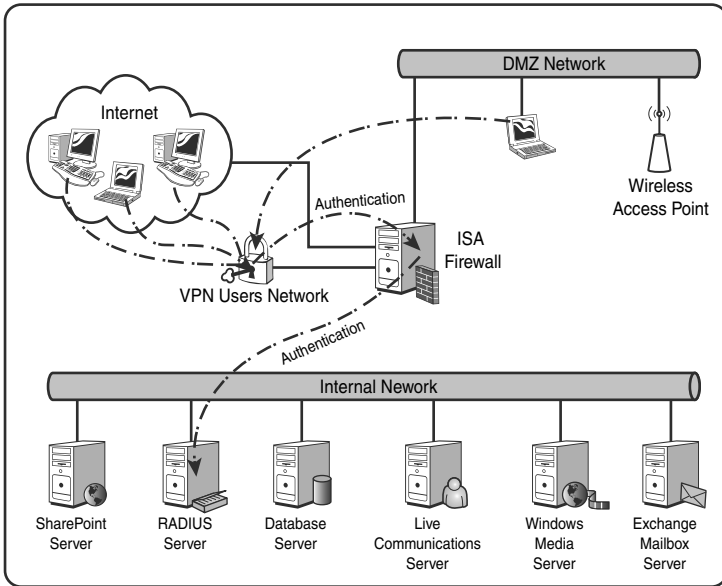 DMZ Network
Internet
Wireless
Access Point
Authentication
ISA
Firewall
VPN Users Network
Authentication
Internal Nework
SharePoint
Server
RADIUS
Server
Database
Server
Live
Communications
Server
Windows
Media
Server
Exchange
Mailbox
Server